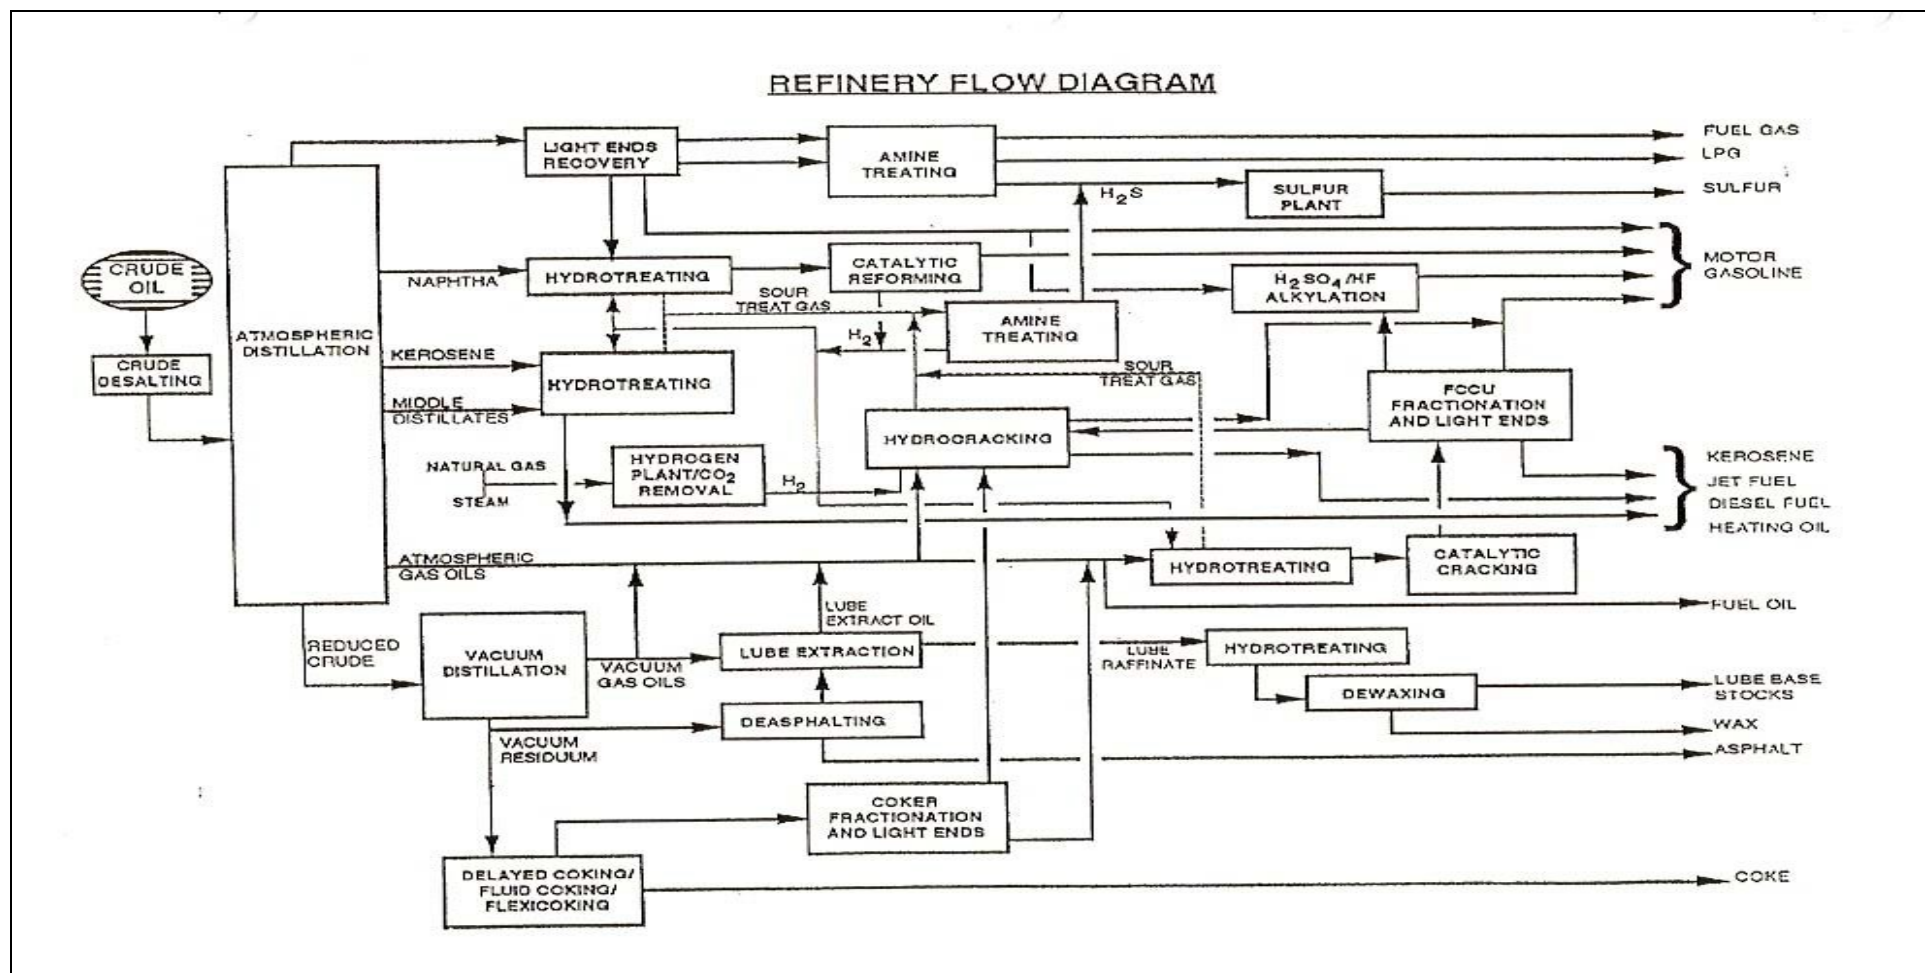 REFINERY FLOW DIAGRAM
LIGHT ENDS
RECOVERY
AMINE
TREATING
FUEL GAS
LPG
H2S
SULFUR
PLANT
SULFUR
CRUDE
OIL
NAPHTHA
HYDROTREATING
CATALYTIC
REFORMING
H2SO4/HF
ALKYLATION
MOTOR
GASOLINE
SOUR
TREAT GAS
ATMOSPHERIC
DISTILLATION
H2
AMINE
TREATING
CRUDE
DESALTING
KEROSENE
HYDROTREATING
MIDDLE
DISTILLATES
SOUR
TREAT GAS
FCCU
FRACTIONATION
AND LIGHT ENDS
HYDROCRACKING
NATURAL GAS
STEAM
HYDROGEN
PLANT/CO2
REMOVAL
H2
KEROSENE
JET FUEL
DIESEL FUEL
HEATING OIL
ATMOSPHERIC
GAS OILS
HYDROTREATING
CATALYTIC
CRACKING
FUEL OIL
LUBE
EXTRACT OIL
REDUCED
CRUDE
VACUUM
DISTILLATION
VACUUM
GAS OILS
LUBE EXTRACTION
LUBE
RAFFINATE
HYDROTREATING
DEWAXING
LUBE BASE
STOCKS
WAX
DEASPHALTING
VACUUM
RESIDUUM
ASPHALT
COKER
FRACTIONATION
AND LIGHT ENDS
DELAYED COKING/
FLUID COKING/
FLEXICOKING
COKE